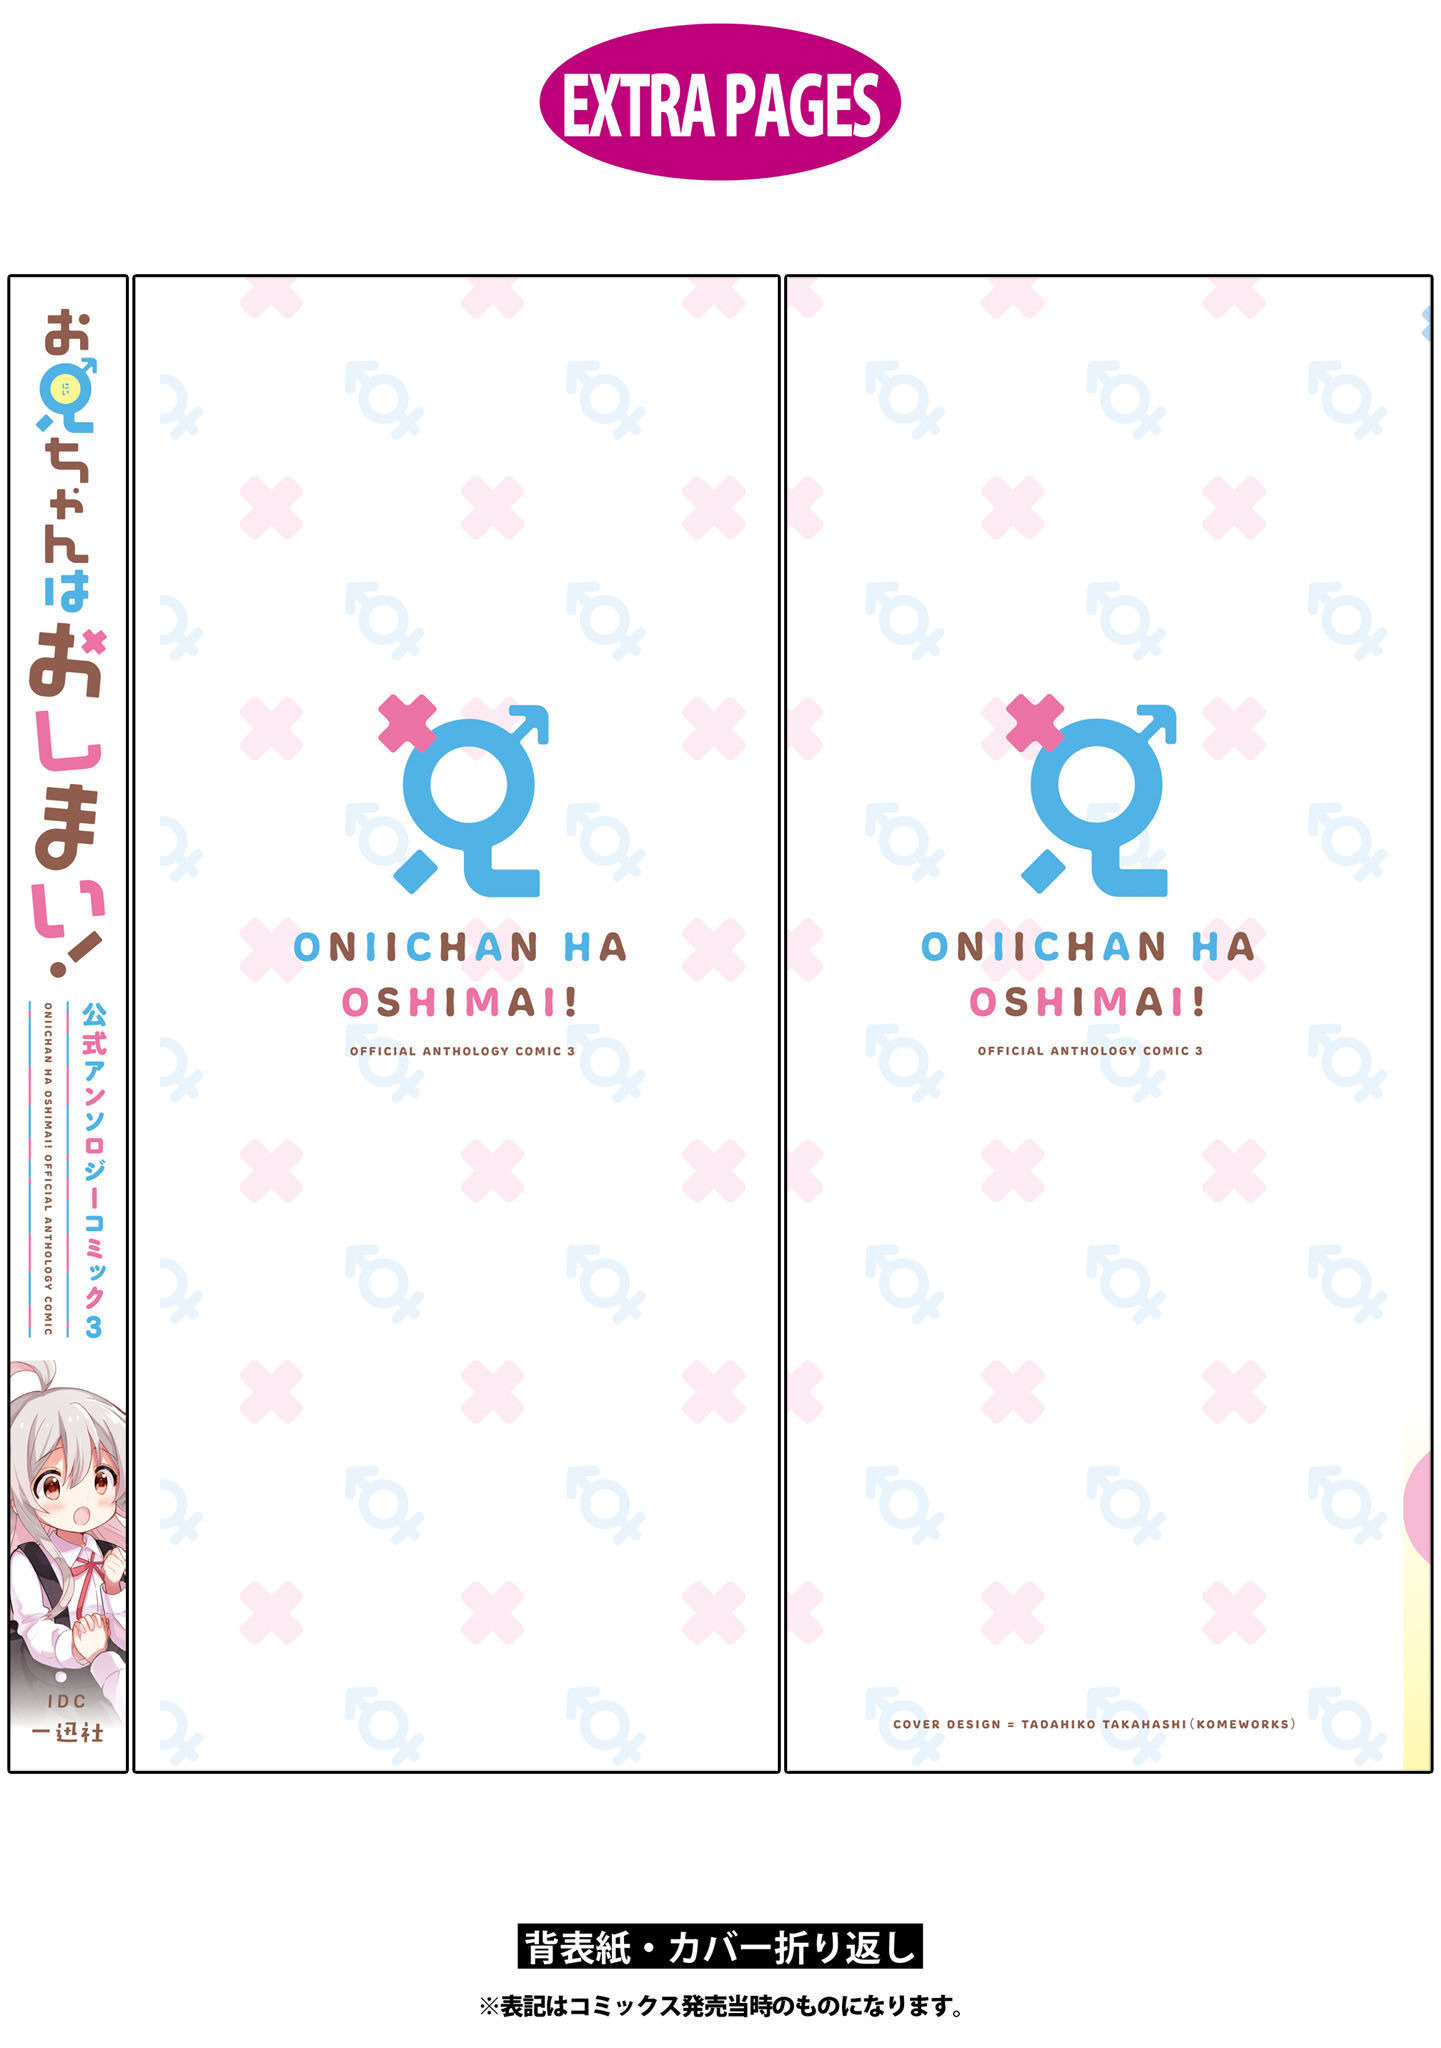 EXTRA PAGES
お兄ちゃんはおしまい!
にい
公式アンソロジーコミック3
ONIICHAN HA OSHIMAI! OFFICIAL ANTHOLOGY COMIC
IDC
一迅社
ONIICHAN HA
OSHIMAI!
OFFICIAL ANTHOLOGY COMIC 3
ONIICHAN HA
OSHIMAI!
OFFICIAL ANTHOLOGY COMIC 3
COVER DESIGN = TADAHIKO TAKAHASHI(KOMEWORKS)
背表紙・カバー折り返し
※表記はコミックス発売当時のものになります。